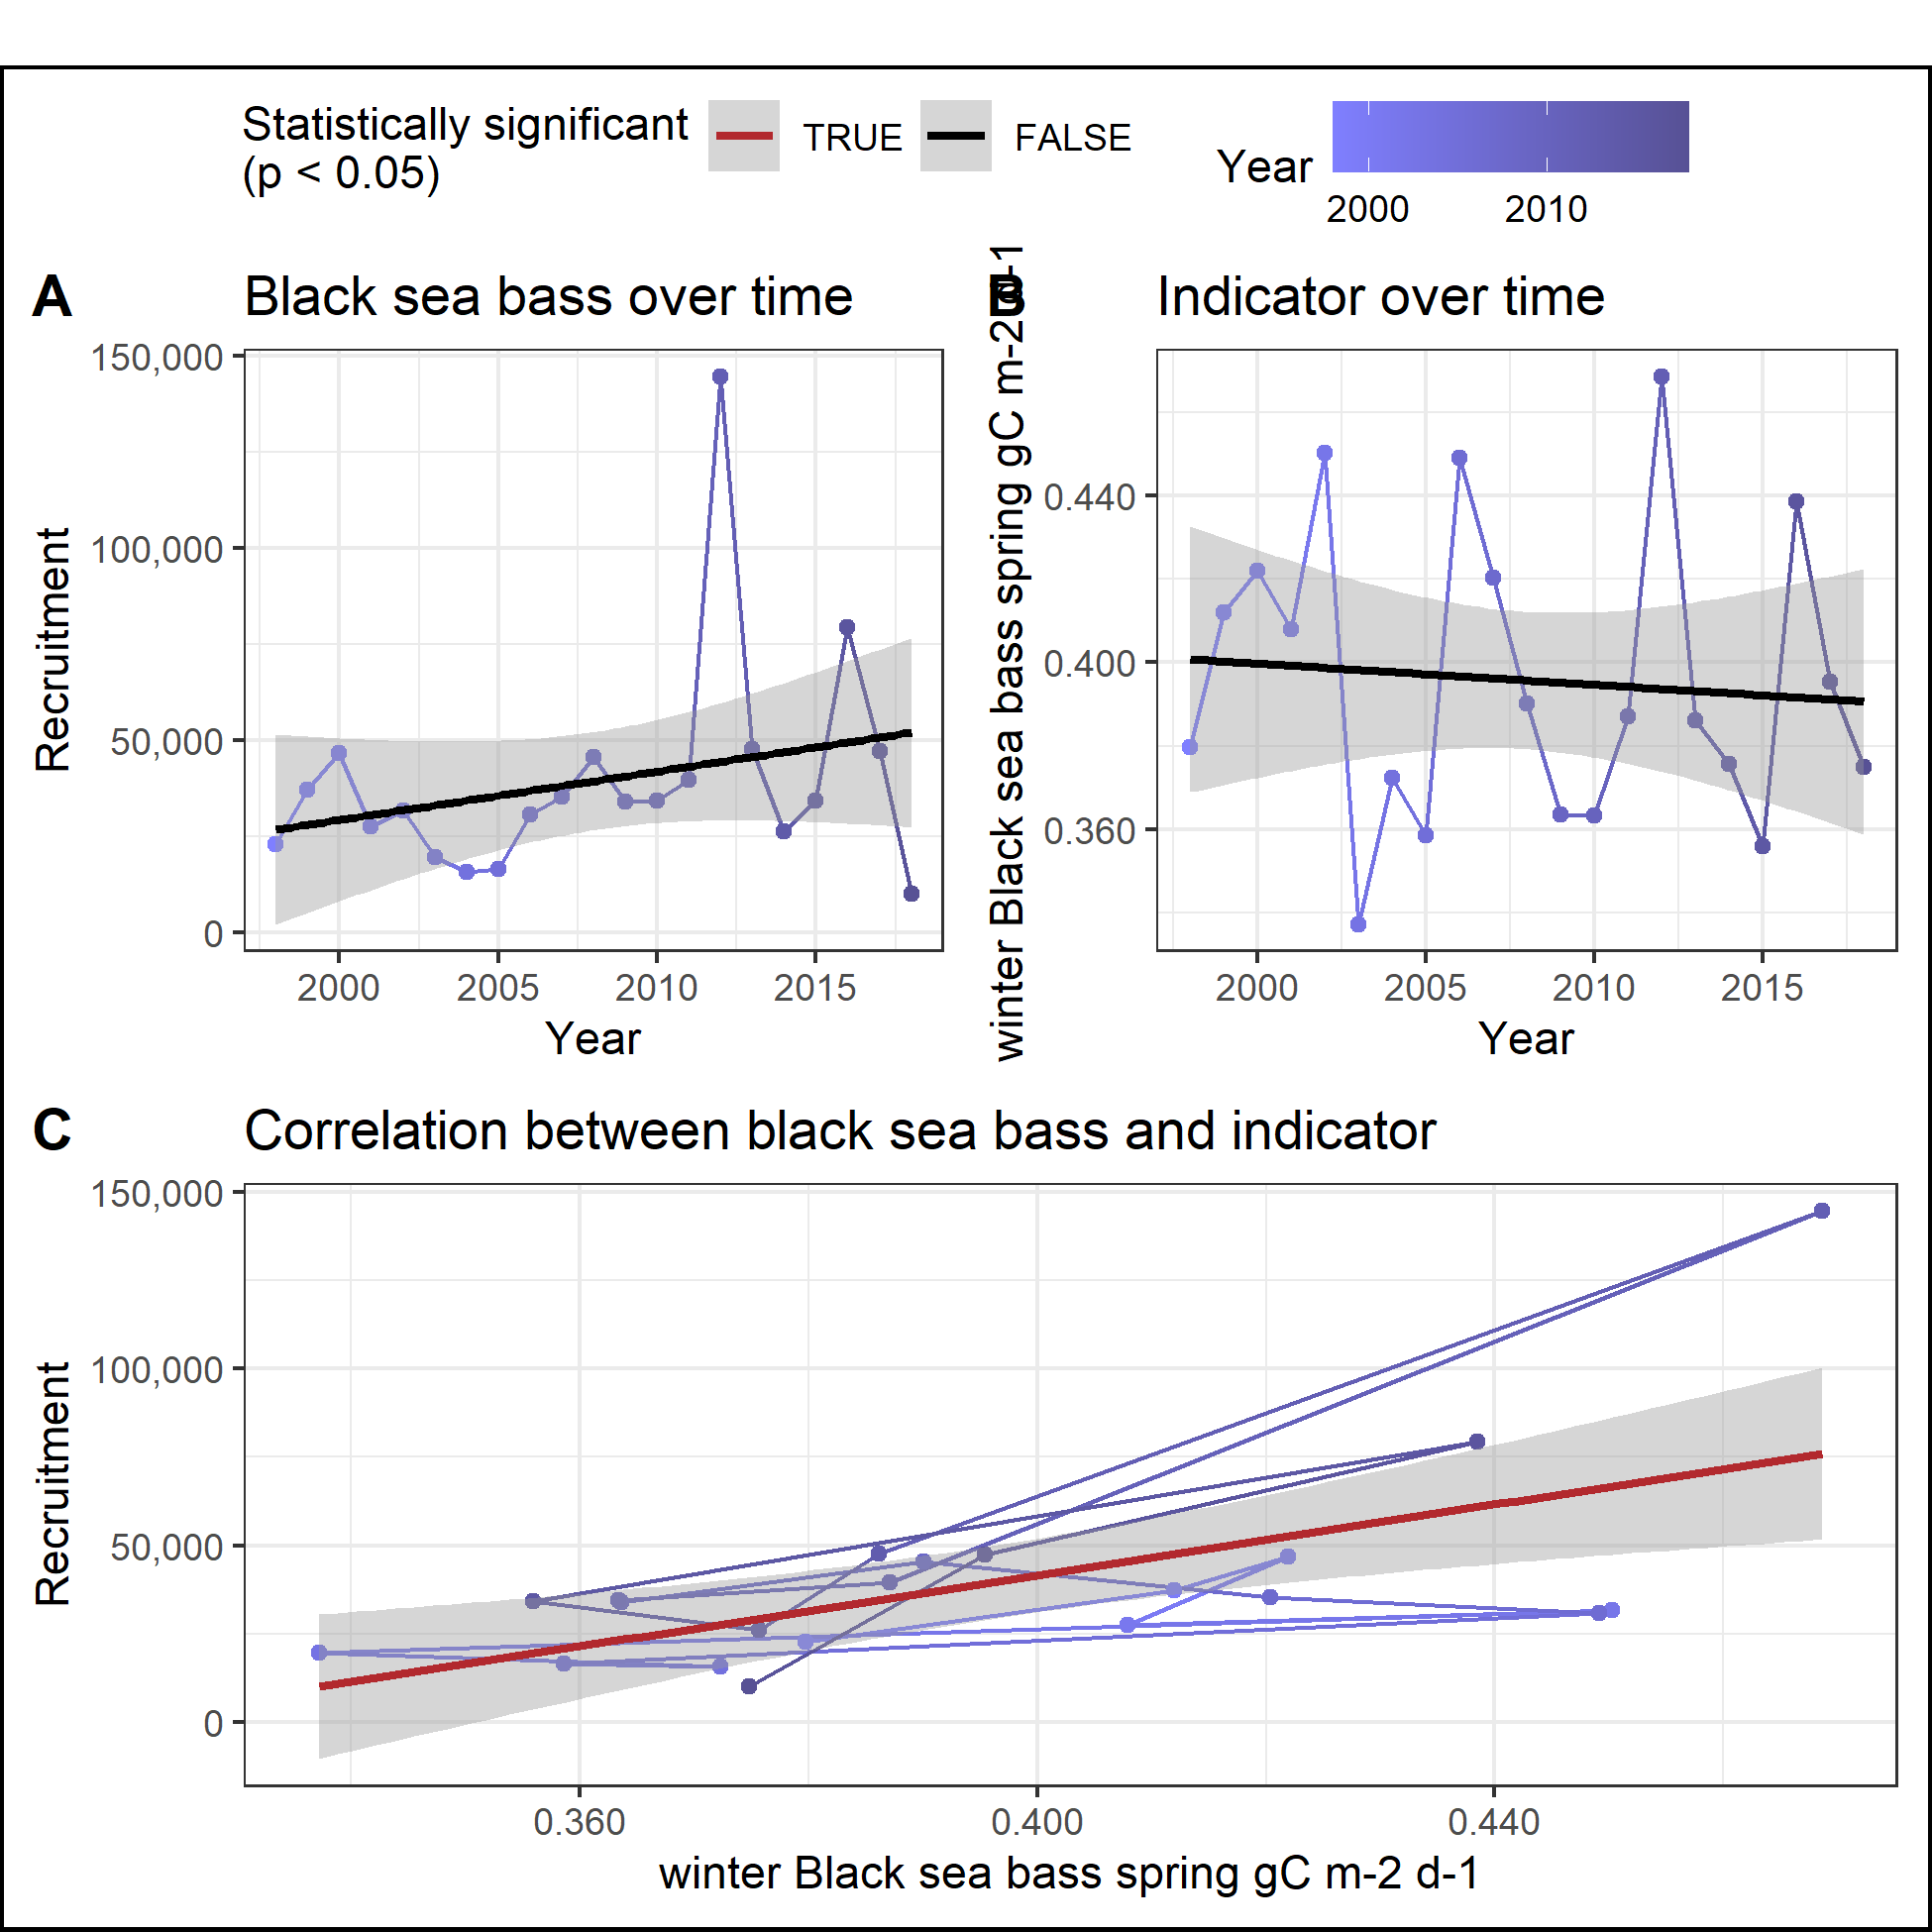 Statistically significant
(p < 0.05)
TRUE
FALSE
Year
2000
2010
A
Black sea bass over time
150,000
100,000
50,000
0
Recruitment
2000
2005
2010
2015
Year
B
Indicator over time
winter Black sea bass spring gC m-2 d-1
0.440
0.400
0.360
2000
2005
2010
2015
Year
C
Correlation between black sea bass and indicator
150,000
100,000
50,000
0
Recruitment
0.360
0.400
0.440
winter Black sea bass spring gC m-2 d-1